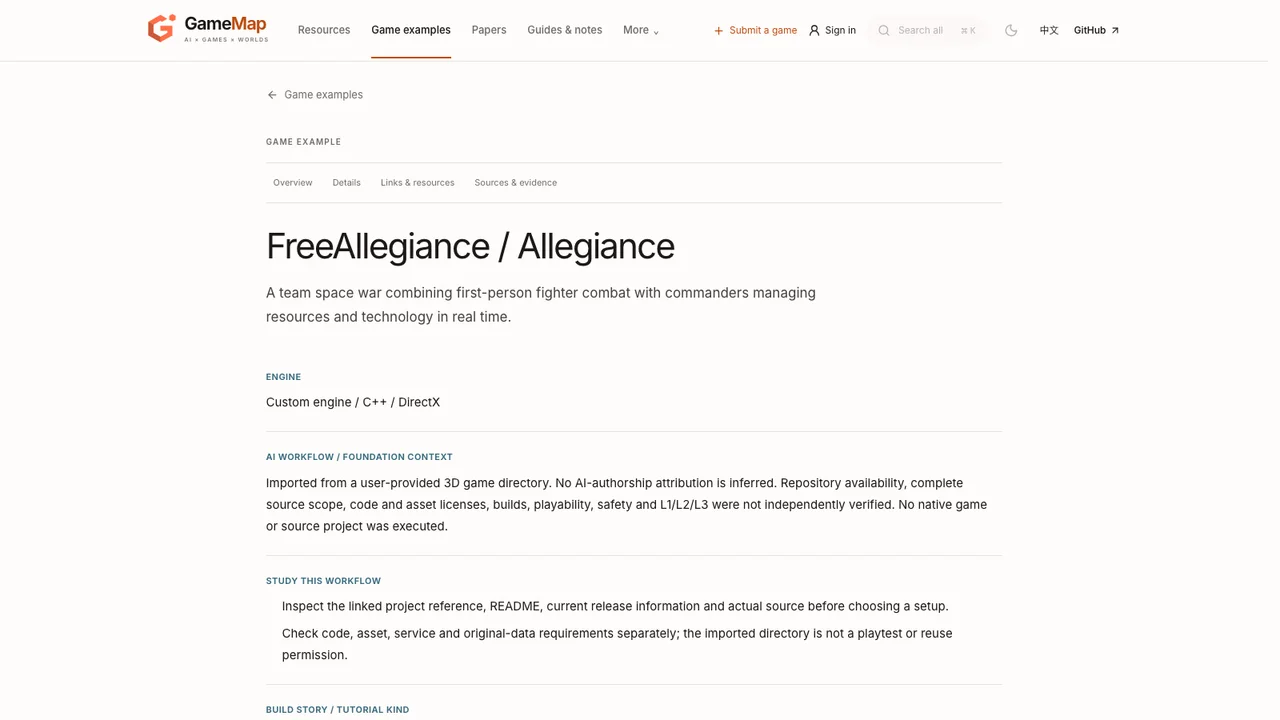 GameMap
AI × GAMES × WORLDS
Resources
Game examples
Papers
Guides & notes
More
Submit a game
Sign in
Search all
⌘ K
中文
GitHub
Game examples
GAME EXAMPLE
Overview
Details
Links & resources
Sources & evidence
FreeAllegiance / Allegiance
A team space war combining first-person fighter combat with commanders managing
resources and technology in real time.
ENGINE
Custom engine / C++ / DirectX
AI WORKFLOW / FOUNDATION CONTEXT
Imported from a user-provided 3D game directory. No AI-authorship attribution is inferred. Repository availability, complete
source scope, code and asset licenses, builds, playability, safety and L1/L2/L3 were not independently verified. No native game
or source project was executed.
STUDY THIS WORKFLOW
Inspect the linked project reference, README, current release information and actual source before choosing a setup.
Check code, asset, service and original-data requirements separately; the imported directory is not a playtest or reuse
permission.
BUILD STORY / TUTORIAL KIND